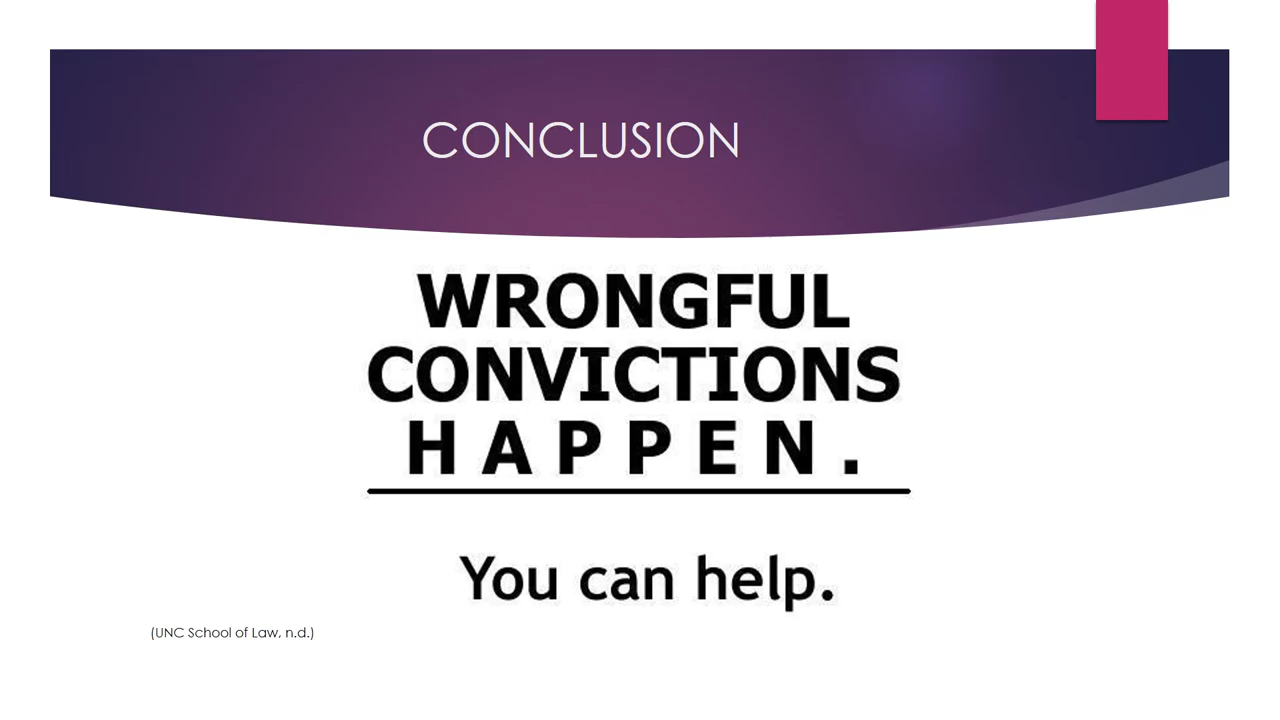 CONCLUSION
WRONGFUL
CONVICTIONS
HAPPEN.
You can help.
(UNC School of Law, n.d.)